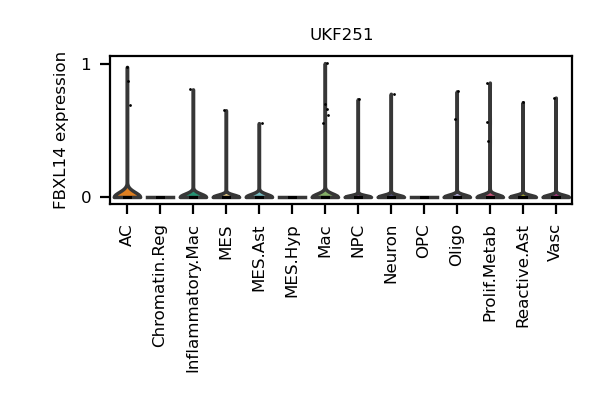 UKF251
FBXL14 expression
1
0
AC
Chromatin.Reg
Inflammatory.Mac
MES
MES.Ast
MES.Hyp
Mac
NPC
Neuron
OPC
Oligo
Prolif.Metab
Reactive.Ast
Vasc